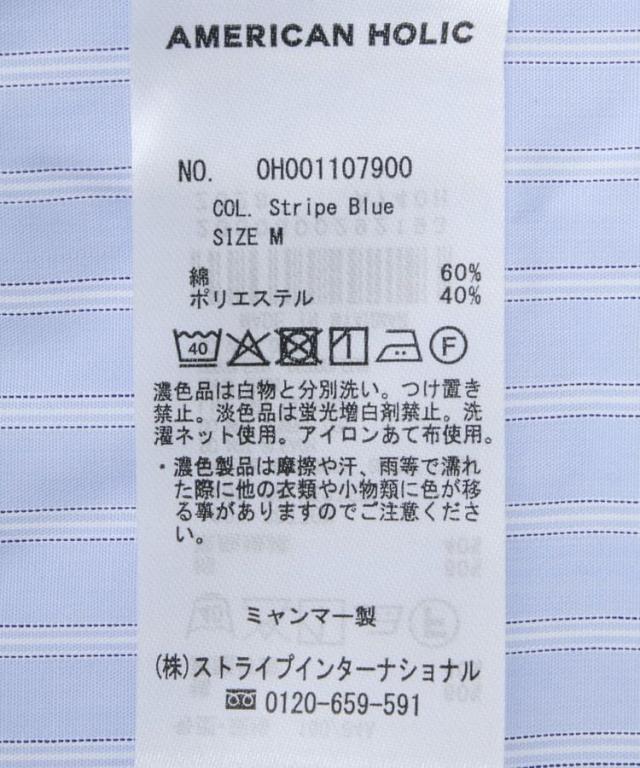 AMERICAN HOLIC
NO. 0H001107900
COL. Stripe Blue
SIZE M
綿 60%
ポリエステル 40%
40 F
濃色品は白物と分別洗い。つけ置き
禁止。淡色品は蛍光増白剤禁止。洗
濯ネット使用。アイロンあて布使用。
・濃色製品は摩擦や汗、雨等で濡れ
た際に他の衣類や小物類に色が移
る事がありますのでご注意くださ
い。
ミャンマー製
(株)ストライプインターナショナル
0120-659-591